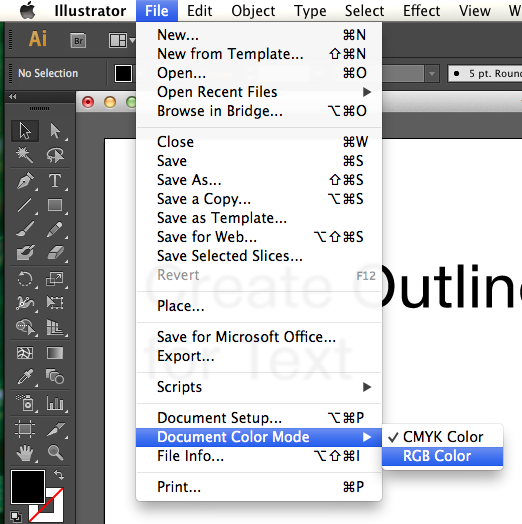 Illustrator File Edit Object Type Select Effect View W
Ai Br
No Selection 5 pt. Roun
New... ⌘N
New from Template... ⇧⌘N
Open... ⌘O
Open Recent Files
Browse in Bridge... ⌥⌘O
Close ⌘W
Save ⌘S
Save As... ⇧⌘S
Save a Copy... ⌥⌘S
Save as Template...
Save for Web... ⌥⇧⌘S
Save Selected Slices...
Revert F12
Place...
Save for Microsoft Office...
Export...
Scripts
Document Setup... ⌥⌘P
Document Color Mode
✓ CMYK Color
RGB Color
File Info... ⌥⇧⌘I
Print... ⌘P
Create Outline
for Text